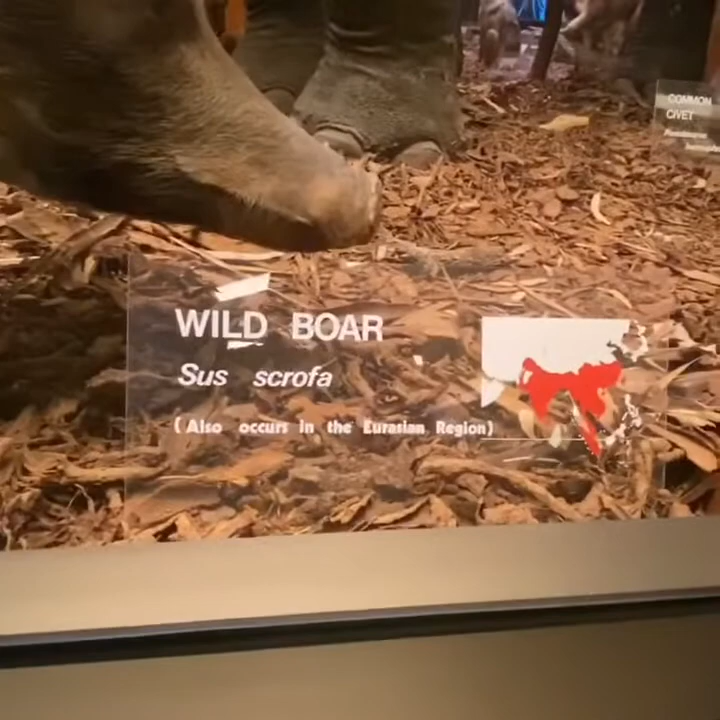 WILD BOAR
Sus scrofa
(Also occurs in the Eurasian Region)
COMMON
CIVET